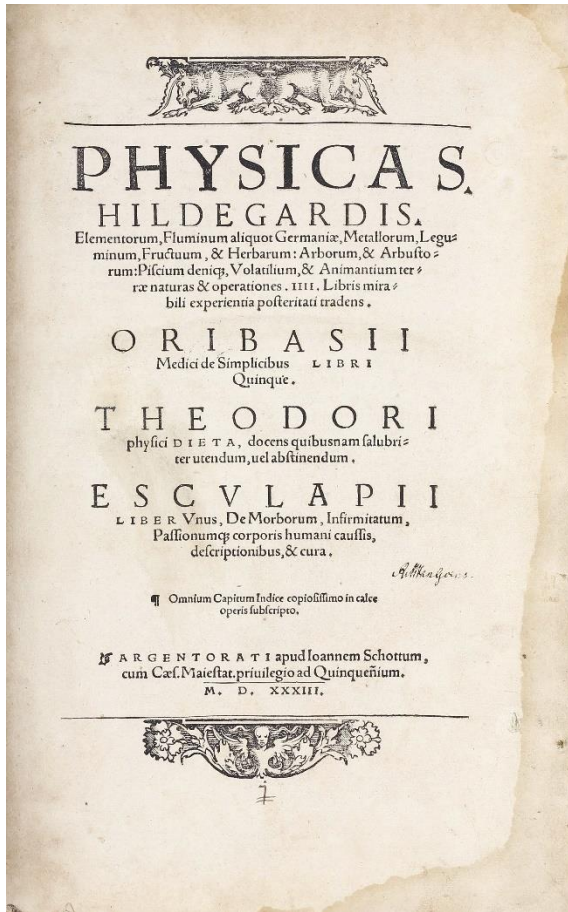 PHYSICA S.
HILDEGARDIS.
Elementorum, Fluminum aliquot Germaniæ, Metallorum, Legu⸗
minum, Fructuum, & Herbarum: Arborum, & Arbusto⸗
rum: Piſcium deniqꝫ, Volatilium, & Animantium ter⸗
ræ naturas & operationes. IIII. Libris mira⸗
bili experientia poſteritati tradens.
ORIBASII
Medici de Simplicibus LIBRI
Quinque.
THEODORI
phyſici DIETA, docens quibuſnam ſalubri⸗
ter utendum, uel abſtinendum.
ESCVLAPII
LIBER Vnus, De Morborum, Infirmitatum,
Paſſionumqꝫ corporis humani cauſſis,
deſcriptionibus, & cura.
¶ Omnium Capitum Indice copioſiſſimo in calce
operis ſubſcripto.
ARGENTORATI apud Ioannem Schottum,
cum Cæſ. Maieſtat. priuilegio ad Quinqueñium.
M. D. XXXIII.